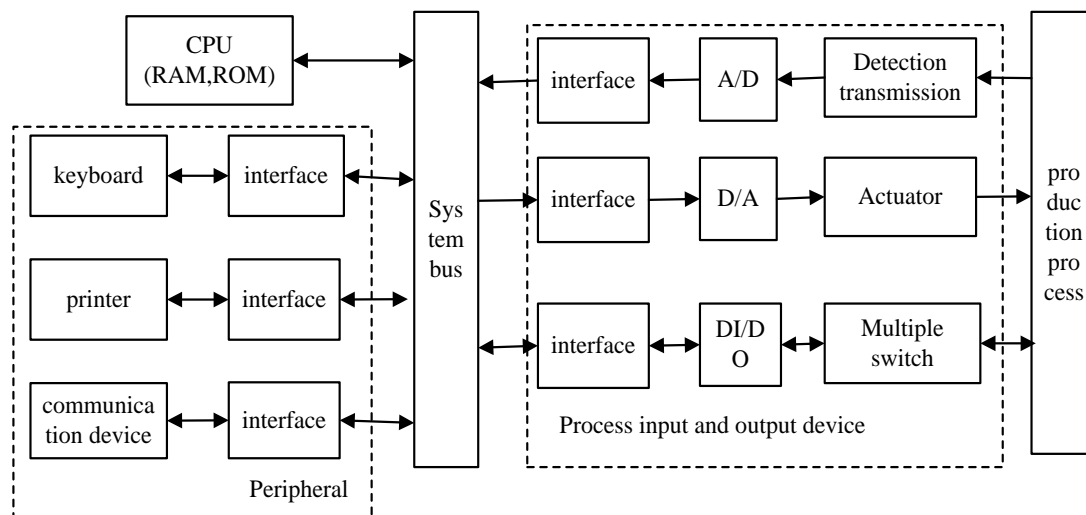 CPU
(RAM,ROM)
keyboard
interface
printer
interface
communica
tion device
interface
Peripheral
Sys
tem
bus
interface
A/D
Detection
transmission
interface
D/A
Actuator
interface
DI/D
O
Multiple
switch
Process input and output device
pro
duc
tion
pro
cess